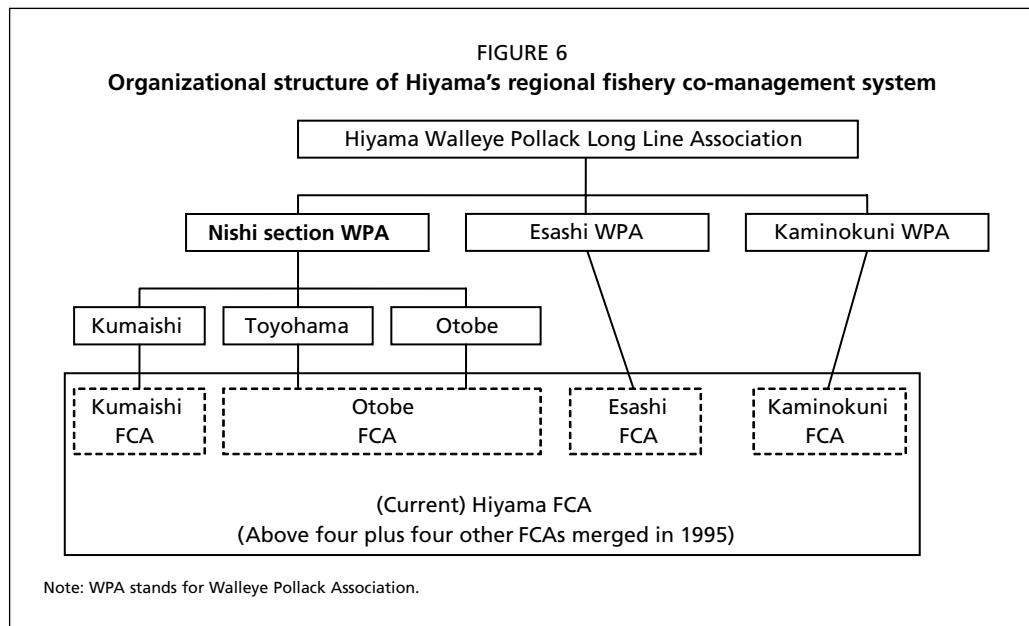 FIGURE 6
Organizational structure of Hiyama's regional fishery co-management system
Hiyama Walleye Pollack Long Line Association
Nishi section WPA
Esashi WPA
Kaminokuni WPA
Kumaishi
Toyohama
Otobe
Kumaishi
FCA
Otobe
FCA
Esashi
FCA
Kaminokuni
FCA
(Current) Hiyama FCA
(Above four plus four other FCAs merged in 1995)
Note: WPA stands for Walleye Pollack Association.